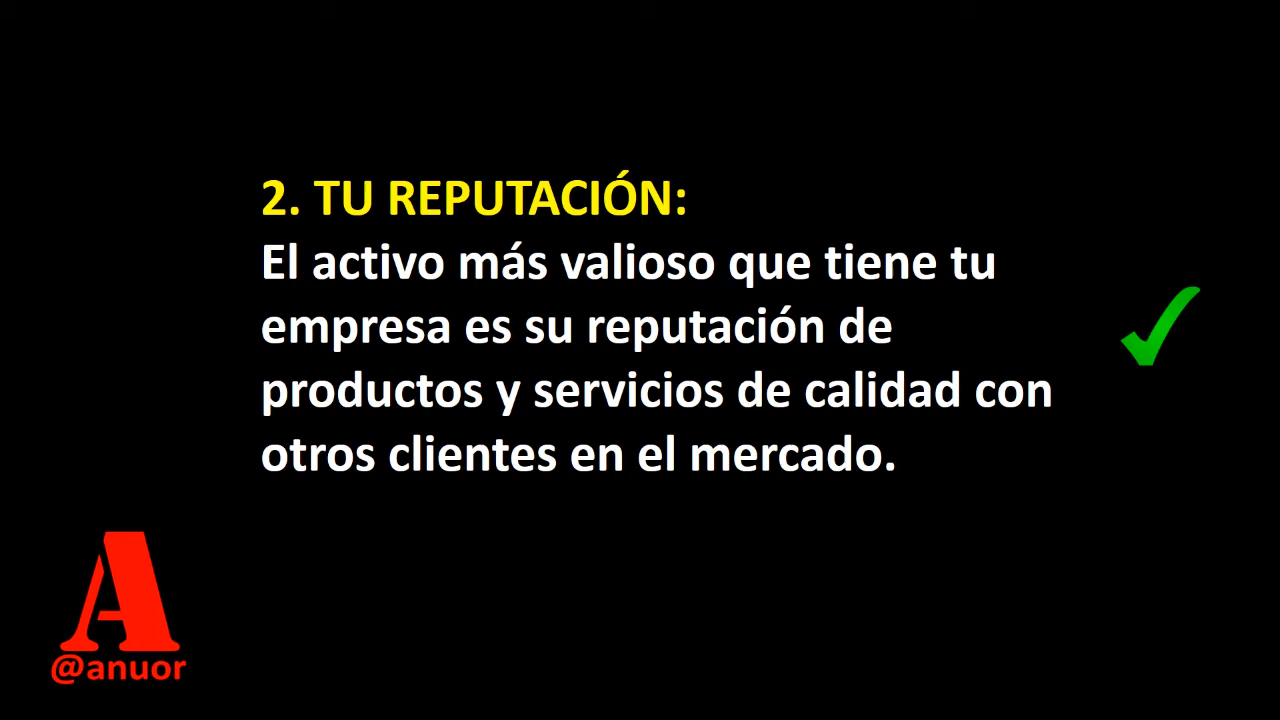 2. TU REPUTACIÓN:
El activo más valioso que tiene tu
empresa es su reputación de
productos y servicios de calidad con
otros clientes en el mercado.
A
@anuor